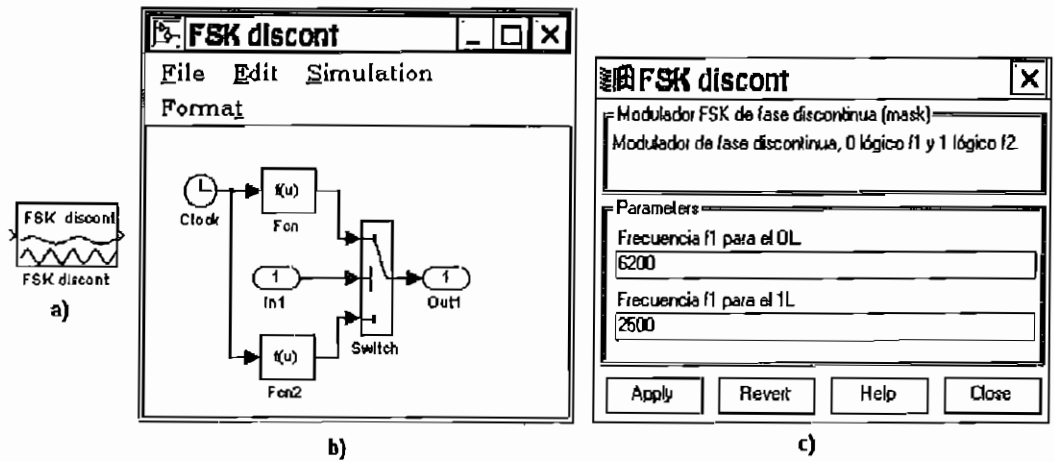 FSK discont
FSK discont
a)
FSK discont
File Edit Simulation
Format
Clock
f(u)
Fcn
1
In1
Switch
1
Out1
f(u)
Fcn2
b)
FSK discont
Modulador FSK de fase discontinua (mask)
Modulador de fase discontinua, 0 lógico f1 y 1 lógico f2.
Parameters
Frecuencia f1 para el 0L
6200
Frecuencia f1 para el 1L
2500
Apply Revert Help Close
c)